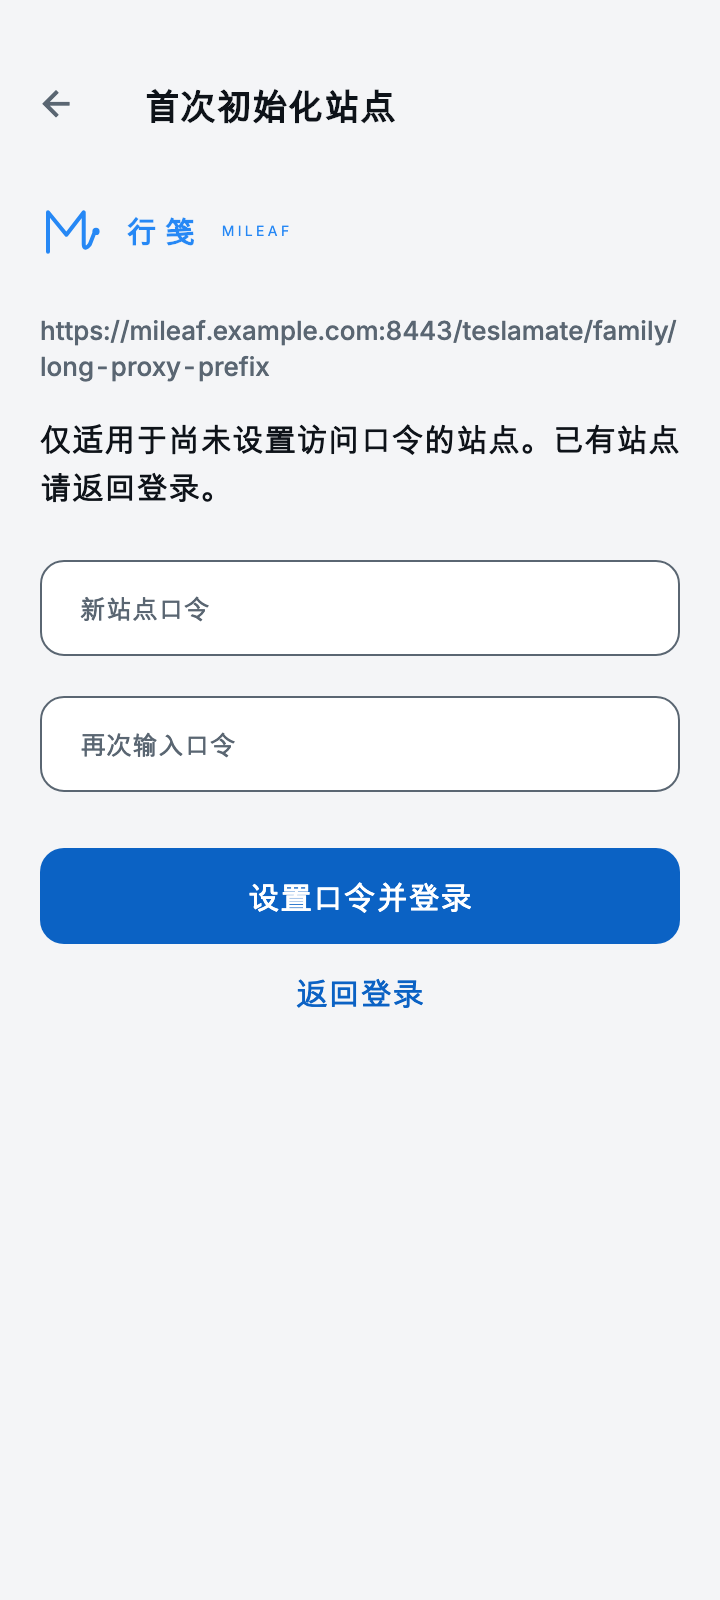 首次初始化站点
行笺 MILEAF
https://mileaf.example.com:8443/teslamate/family/
long-proxy-prefix
仅适用于尚未设置访问口令的站点。已有站点
请返回登录。
新站点口令
再次输入口令
设置口令并登录
返回登录